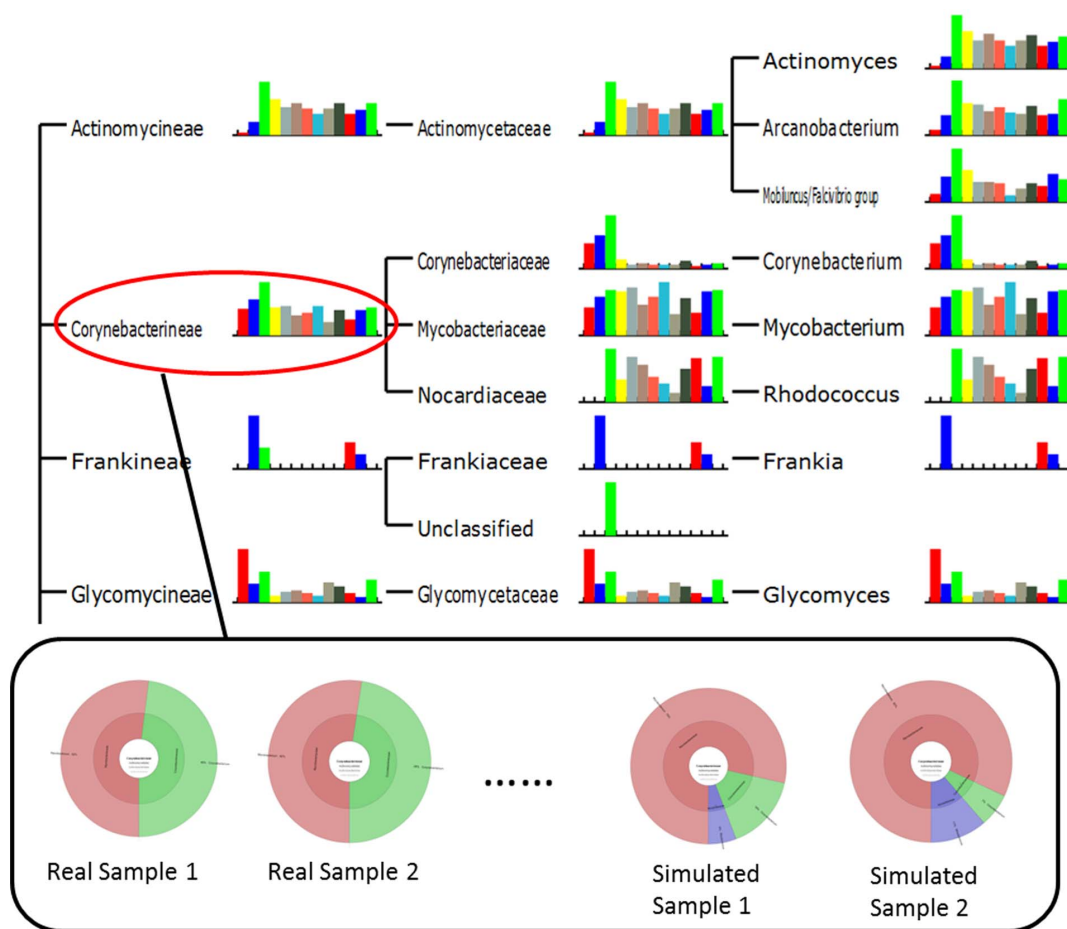 Actinomycineae
Actinomycetaceae
Actinomyces
Arcanobacterium
Mobiluncus/Falcivibrio group
Corynebacterineae
Corynebacteriaceae
Corynebacterium
Mycobacteriaceae
Mycobacterium
Nocardiaceae
Rhodococcus
Frankineae
Frankiaceae
Frankia
Unclassified
Glycomycineae
Glycomycetaceae
Glycomyces
......
Real Sample 1
Real Sample 2
Simulated
Sample 1
Simulated
Sample 2